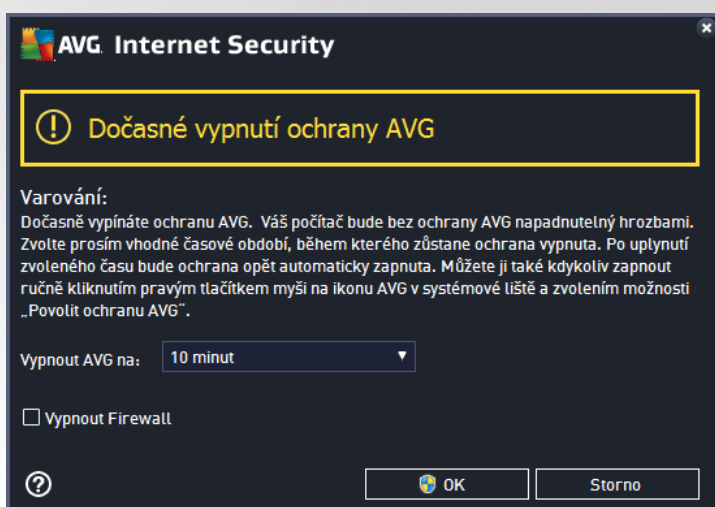 AVG. Internet Security
Dočasné vypnutí ochrany AVG
Varování:
Dočasně vypínáte ochranu AVG. Váš počítač bude bez ochrany AVG napadnutelný hrozbami.
Zvolte prosím vhodné časové období, během kterého zůstane ochrana vypnuta. Po uplynutí
zvoleného času bude ochrana opět automaticky zapnuta. Můžete ji také kdykoliv zapnout
ručně kliknutím pravým tlačítkem myši na ikonu AVG v systémové liště a zvolením možnosti
„Povolit ochranu AVG“.
Vypnout AVG na: 10 minut
Vypnout Firewall
OK Storno